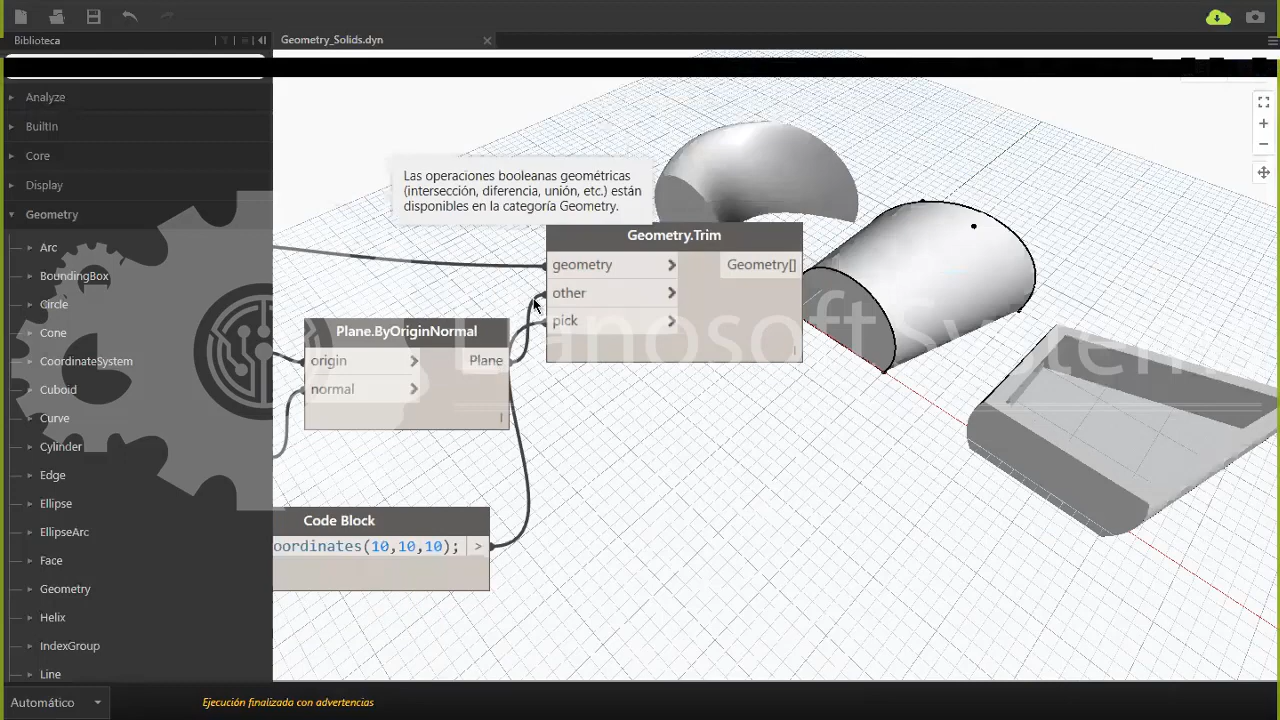 Biblioteca
Geometry_Solids.dyn
Analyze
BuiltIn
Core
Display
Geometry
Arc
BoundingBox
Circle
Cone
CoordinateSystem
Cuboid
Curve
Cylinder
Edge
Ellipse
EllipseArc
Face
Geometry
Helix
IndexGroup
Line
Las operaciones booleanas geométricas
(intersección, diferencia, unión, etc.) están
disponibles en la categoría Geometry.
Geometry.Trim
geometry > Geometry[]
other >
pick >
Plane.ByOriginNormal
origin > Plane
normal >
Code Block
oordinates(10,10,10); >
Automático
Ejecución finalizada con advertencias